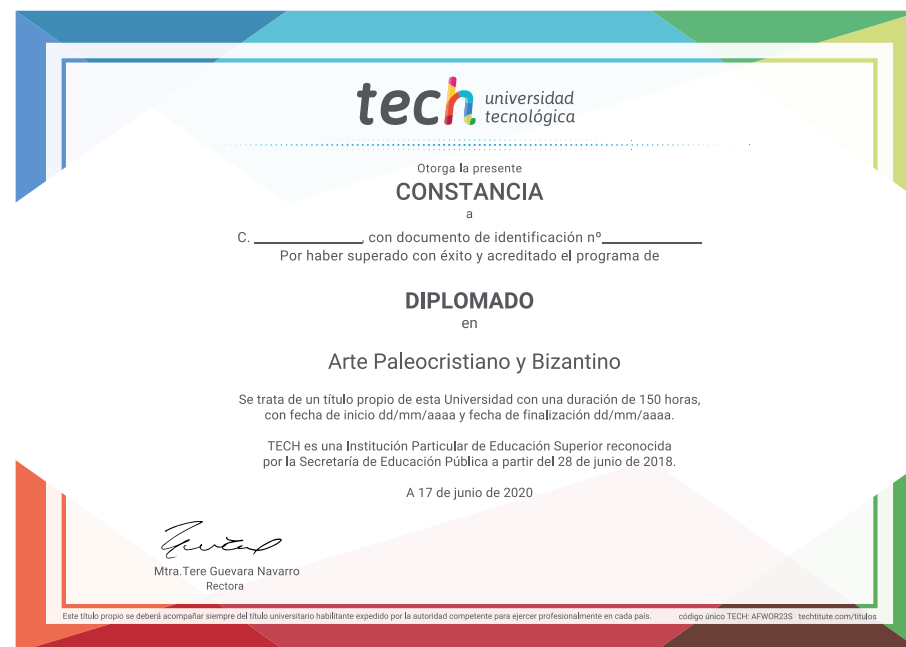 tech universidad
tecnológica
Otorga la presente
CONSTANCIA
a
C. ____________, con documento de identificación nº___________
Por haber superado con éxito y acreditado el programa de
DIPLOMADO
en
Arte Paleocristiano y Bizantino
Se trata de un título propio de esta Universidad con una duración de 150 horas,
con fecha de inicio dd/mm/aaaa y fecha de finalización dd/mm/aaaa.
TECH es una Institución Particular de Educación Superior reconocida
por la Secretaría de Educación Pública a partir del 28 de junio de 2018.
A 17 de junio de 2020
Mtra.Tere Guevara Navarro
Rectora
Este título propio se deberá acompañar siempre del título universitario habilitante expedido por la autoridad competente para ejercer profesionalmente en cada país. código único TECH: AFWOR23S techtitute.com/titulos